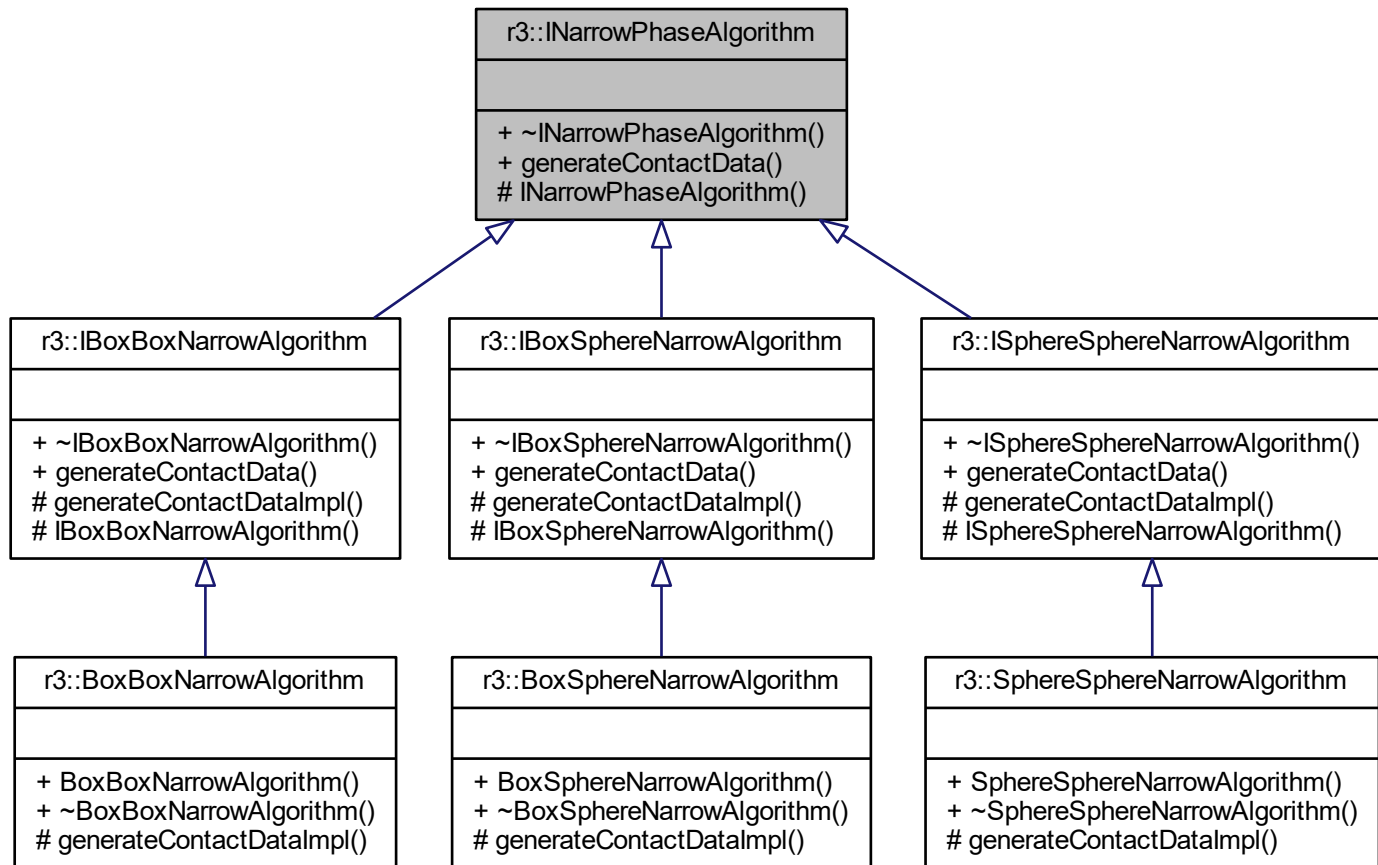 r3::INarrowPhaseAlgorithm
+ ~INarrowPhaseAlgorithm()
+ generateContactData()
# INarrowPhaseAlgorithm()
r3::IBoxBoxNarrowAlgorithm
+ ~IBoxBoxNarrowAlgorithm()
+ generateContactData()
# generateContactDataImpl()
# IBoxBoxNarrowAlgorithm()
r3::IBoxSphereNarrowAlgorithm
+ ~IBoxSphereNarrowAlgorithm()
+ generateContactData()
# generateContactDataImpl()
# IBoxSphereNarrowAlgorithm()
r3::ISphereSphereNarrowAlgorithm
+ ~ISphereSphereNarrowAlgorithm()
+ generateContactData()
# generateContactDataImpl()
# ISphereSphereNarrowAlgorithm()
r3::BoxBoxNarrowAlgorithm
+ BoxBoxNarrowAlgorithm()
+ ~BoxBoxNarrowAlgorithm()
# generateContactDataImpl()
r3::BoxSphereNarrowAlgorithm
+ BoxSphereNarrowAlgorithm()
+ ~BoxSphereNarrowAlgorithm()
# generateContactDataImpl()
r3::SphereSphereNarrowAlgorithm
+ SphereSphereNarrowAlgorithm()
+ ~SphereSphereNarrowAlgorithm()
# generateContactDataImpl()